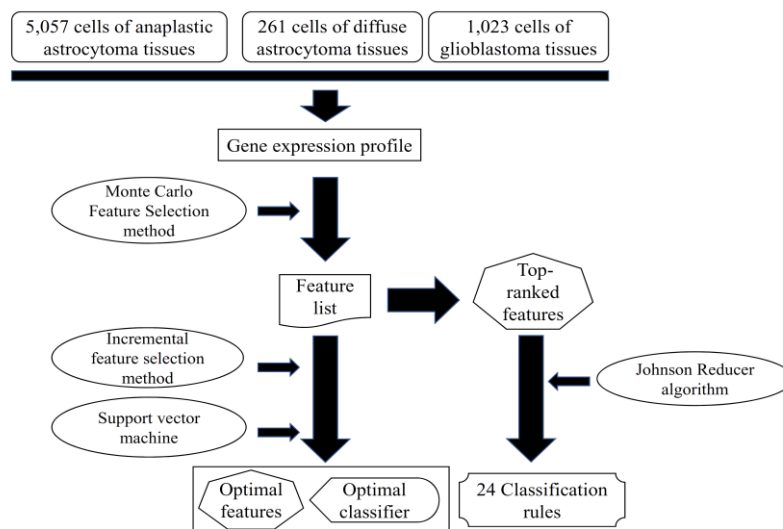 5,057 cells of anaplastic
astrocytoma tissues
261 cells of diffuse
astrocytoma tissues
1,023 cells of
glioblastoma tissues
Gene expression profile
Monte Carlo
Feature Selection
method
Feature
list
Top-
ranked
features
Incremental
feature selection
method
Johnson Reducer
algorithm
Support vector
machine
Optimal
features
Optimal
classifier
24 Classification
rules